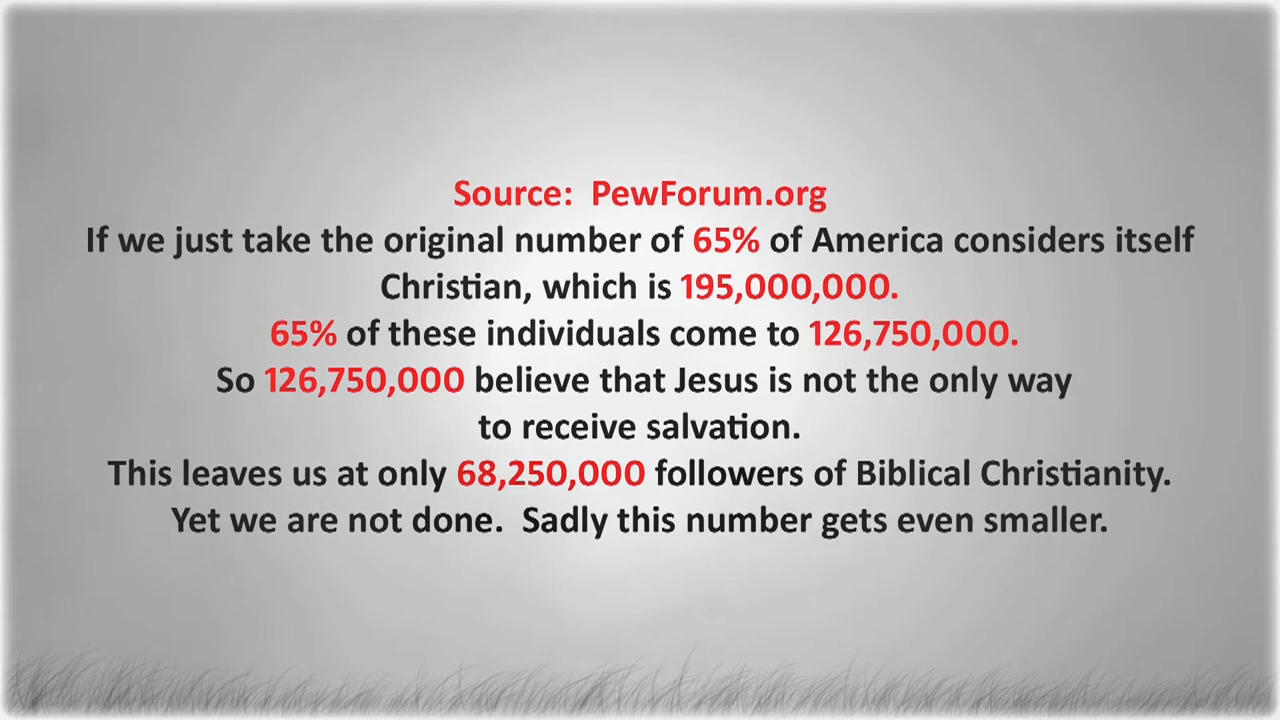 Source:  PewForum.org
If we just take the original number of 65% of America considers itself
Christian, which is 195,000,000.
65% of these individuals come to 126,750,000.
So 126,750,000 believe that Jesus is not the only way
to receive salvation.
This leaves us at only 68,250,000 followers of Biblical Christianity.
Yet we are not done.  Sadly this number gets even smaller.